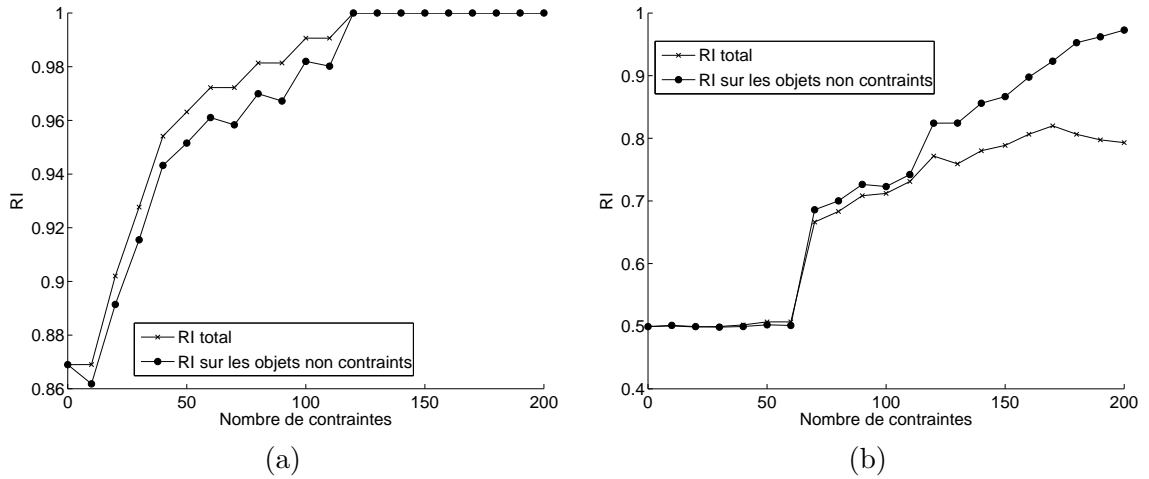 1
0.98
0.96
0.94
0.92
0.9
0.88
0.86
RI
RI total
RI sur les objets non contraints
0
50
100
150
200
Nombre de contraintes
(a)
1
0.9
0.8
0.7
0.6
0.5
0.4
RI
RI total
RI sur les objets non contraints
0
50
100
150
200
Nombre de contraintes
(b)